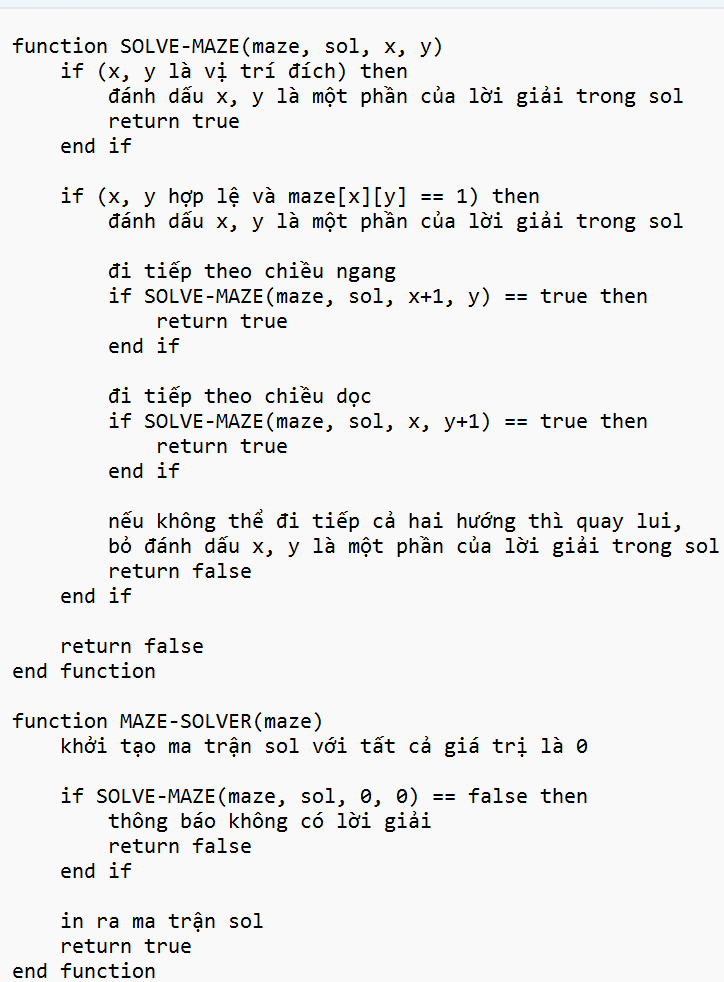 function SOLVE-MAZE(maze, sol, x, y)
    if (x, y là vị trí đích) then
        đánh dấu x, y là một phần của lời giải trong sol
        return true
    end if

    if (x, y hợp lệ và maze[x][y] == 1) then
        đánh dấu x, y là một phần của lời giải trong sol

        đi tiếp theo chiều ngang
        if SOLVE-MAZE(maze, sol, x+1, y) == true then
            return true
        end if

        đi tiếp theo chiều dọc
        if SOLVE-MAZE(maze, sol, x, y+1) == true then
            return true
        end if

        nếu không thể đi tiếp cả hai hướng thì quay lui,
        bỏ đánh dấu x, y là một phần của lời giải trong sol
        return false
    end if

    return false
end function

function MAZE-SOLVER(maze)
    khởi tạo ma trận sol với tất cả giá trị là 0

    if SOLVE-MAZE(maze, sol, 0, 0) == false then
        thông báo không có lời giải
        return false
    end if

    in ra ma trận sol
    return true
end function